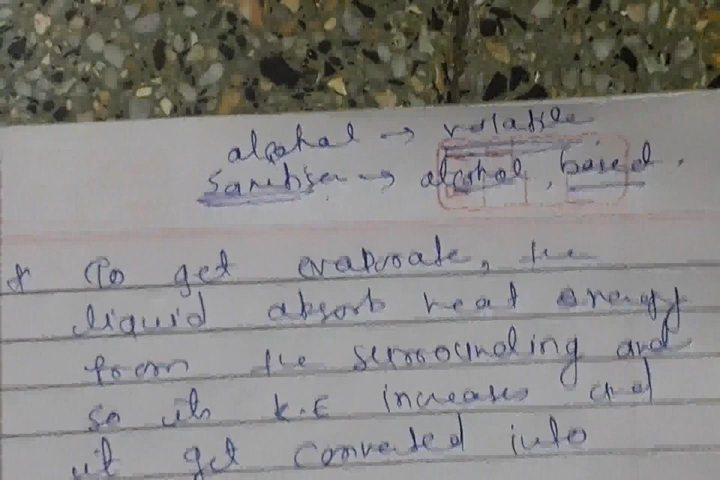 alcohal → volatile
Sanitiser → alcohol based.
* To get evaporate, the
liquid absorb heat energy
from the surrounding and
so its K.E increases and
it get converted into